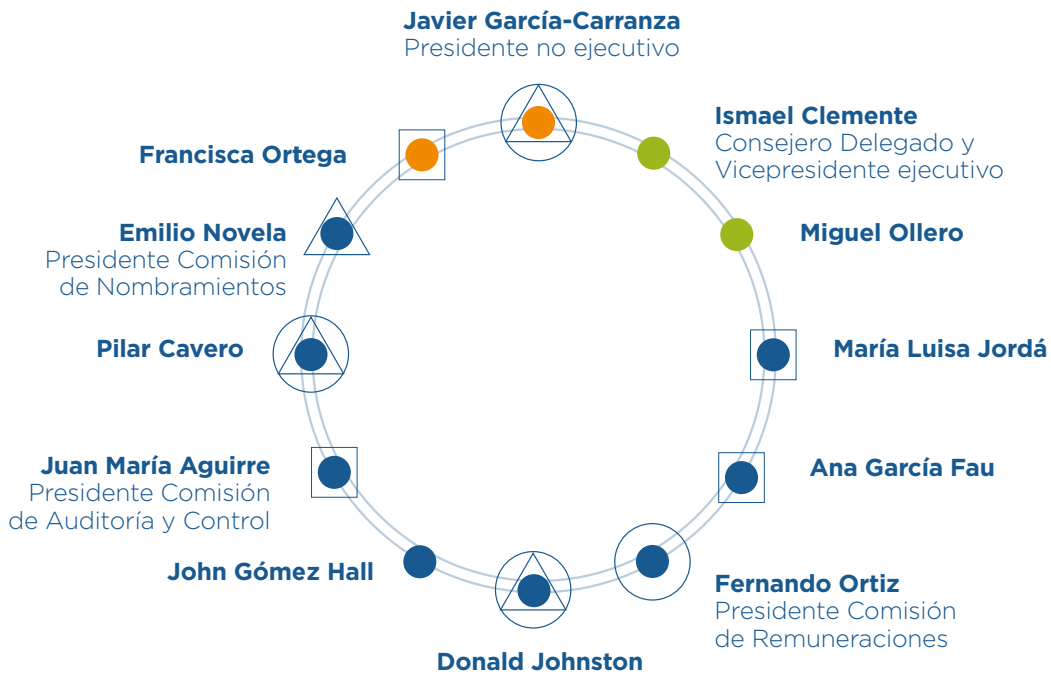 Javier García-Carranza
Presidente no ejecutivo
Ismael Clemente
Consejero Delegado y
Vicepresidente ejecutivo
Miguel Ollero
María Luisa Jordá
Ana García Fau
Fernando Ortiz
Presidente Comisión
de Remuneraciones
Donald Johnston
John Gómez Hall
Juan María Aguirre
Presidente Comisión
de Auditoría y Control
Pilar Cavero
Emilio Novela
Presidente Comisión
de Nombramientos
Francisca Ortega